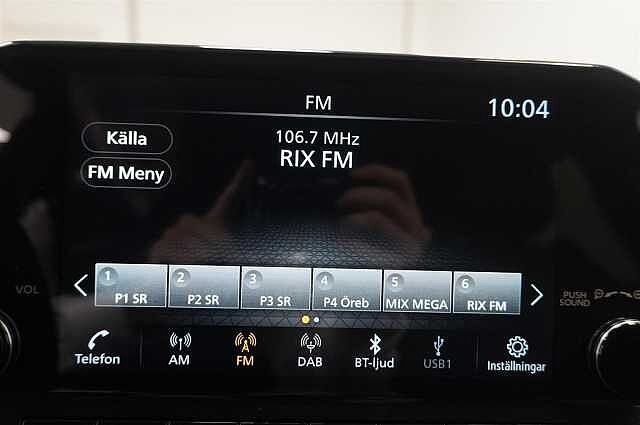 FM
10:04
Källa
106.7 MHz
RIX FM
FM Meny
1 2 3 4 5 6
P1 SR P2 SR P3 SR P4 Öreb MIX MEGA RIX FM
VOL
PUSH
SOUND
Telefon AM FM DAB BT-ljud USB1 Inställningar